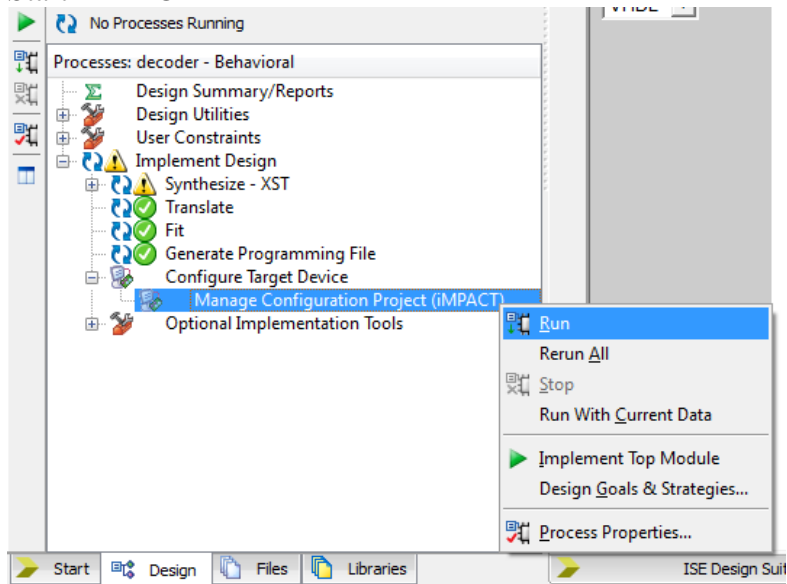 No Processes Running
VHDL
Processes: decoder - Behavioral
Design Summary/Reports
Design Utilities
User Constraints
Implement Design
Synthesize - XST
Translate
Fit
Generate Programming File
Configure Target Device
Manage Configuration Project (iMPACT)
Optional Implementation Tools
Run
Rerun All
Stop
Run With Current Data
Implement Top Module
Design Goals & Strategies...
Process Properties...
Start Design Files Libraries
ISE Design Suit